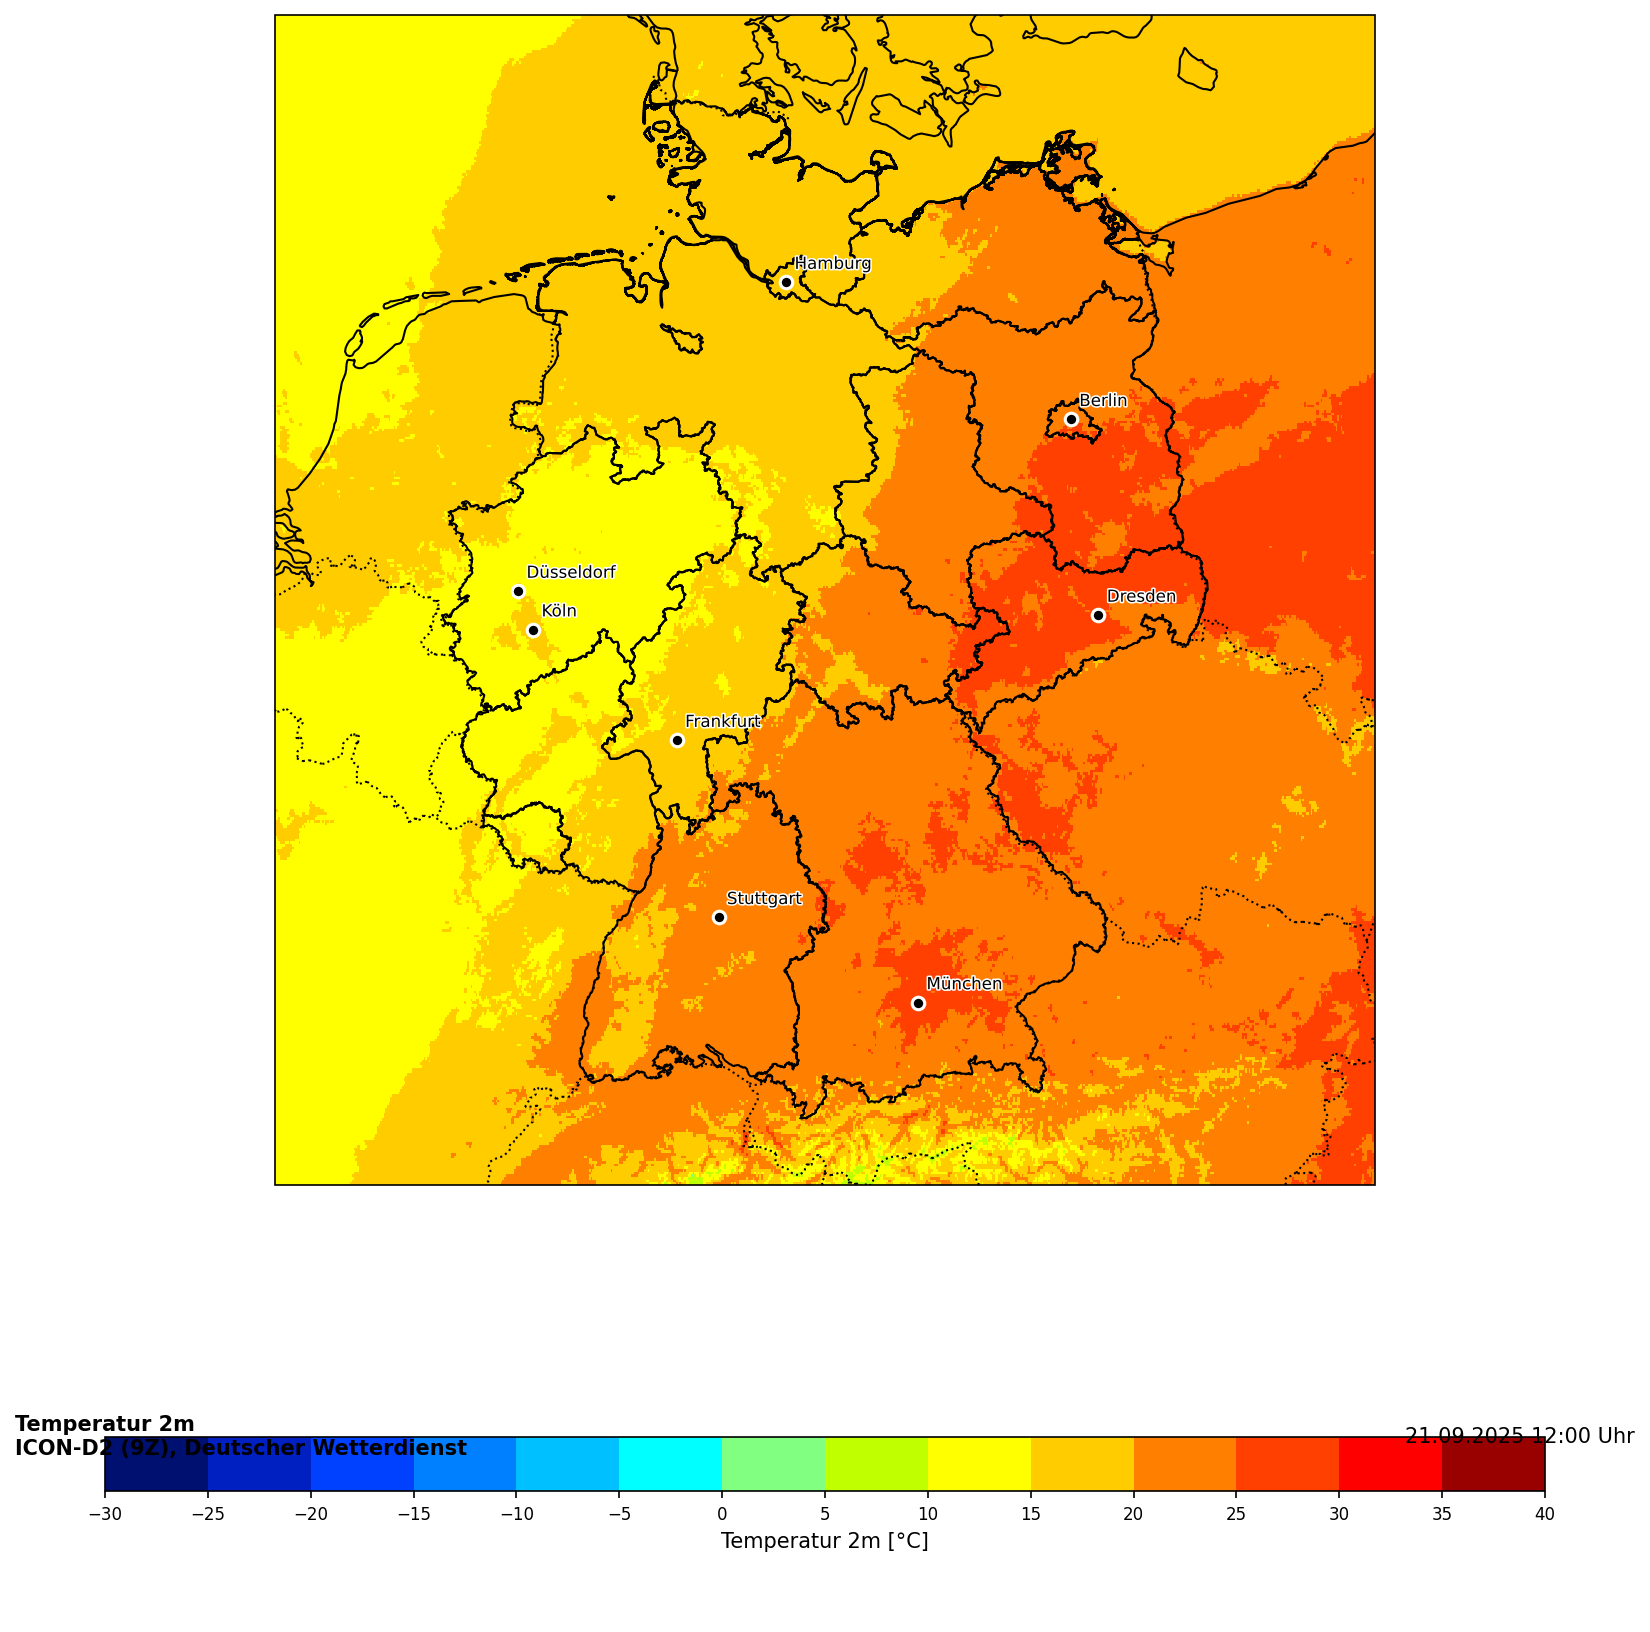 Hamburg
Berlin
Düsseldorf
Dresden
Köln
Frankfurt
Stuttgart
München
Temperatur 2m
ICON-D2 (9Z), Deutscher Wetterdienst
21.09.2025 12:00 Uhr
−30 −25 −20 −15 −10 −5 0 5 10 15 20 25 30 35 40
Temperatur 2m [°C]